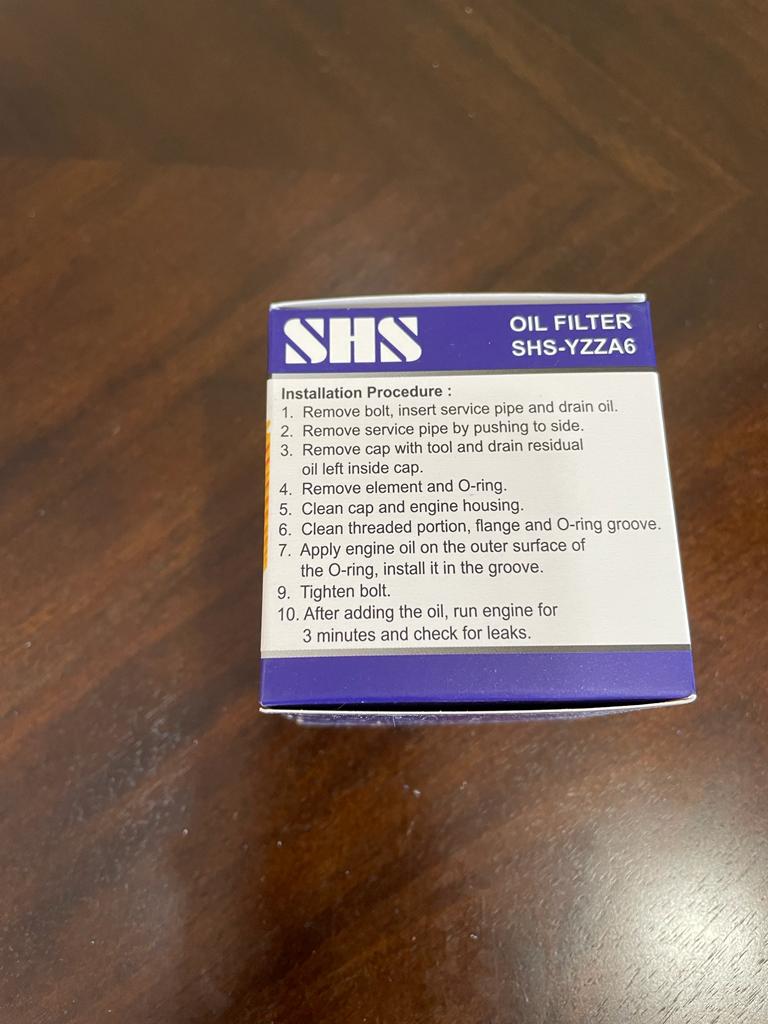 SHS
OIL FILTER
SHS-YZZA6
Installation Procedure :
1. Remove bolt, insert service pipe and drain oil.
2. Remove service pipe by pushing to side.
3. Remove cap with tool and drain residual
oil left inside cap.
4. Remove element and O-ring.
5. Clean cap and engine housing.
6. Clean threaded portion, flange and O-ring groove.
7. Apply engine oil on the outer surface of
the O-ring, install it in the groove.
9. Tighten bolt.
10. After adding the oil, run engine for
3 minutes and check for leaks.